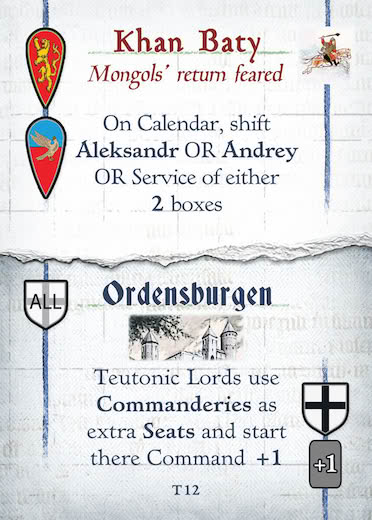 Khan Baty
Mongols' return feared
On Calendar, shift
Aleksandr OR Andrey
OR Service of either
2 boxes
ALL
Ordensburgen
Teutonic Lords use
Commanderies as
extra Seats and start
there Command +1
+1
T12